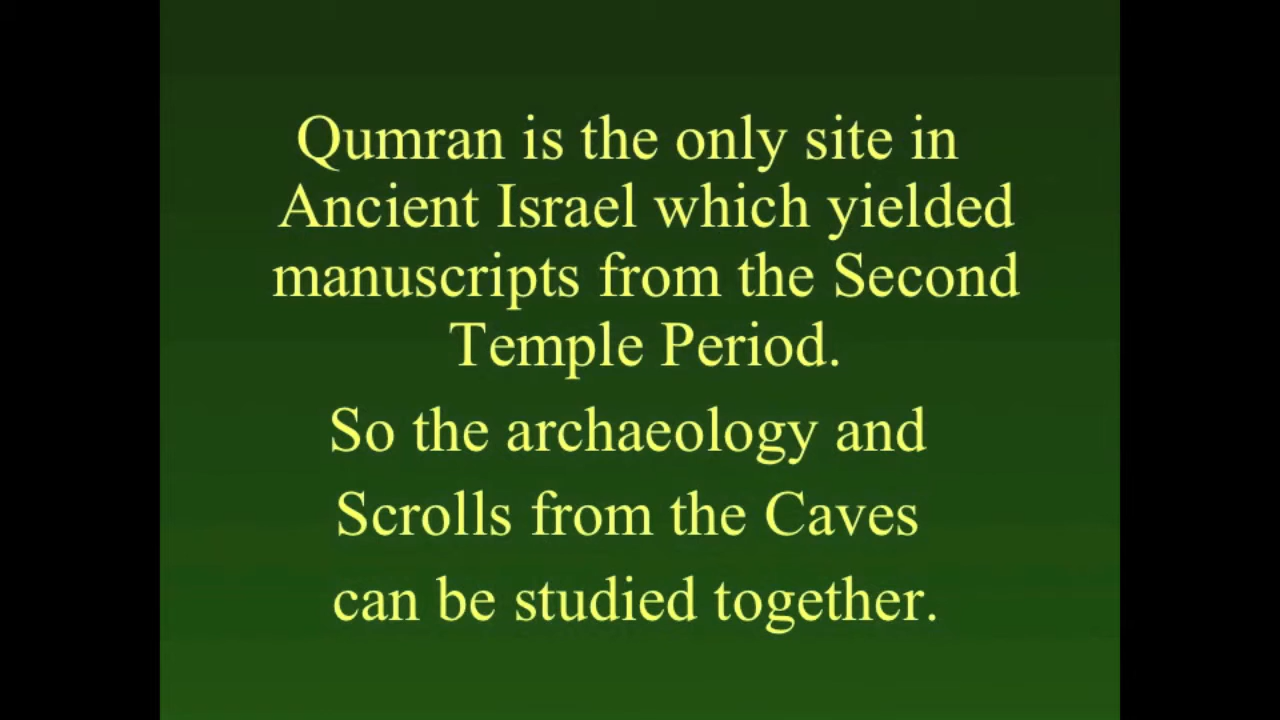 Qumran is the only site in
Ancient Israel which yielded
manuscripts from the Second
Temple Period.
So the archaeology and
Scrolls from the Caves
can be studied together.